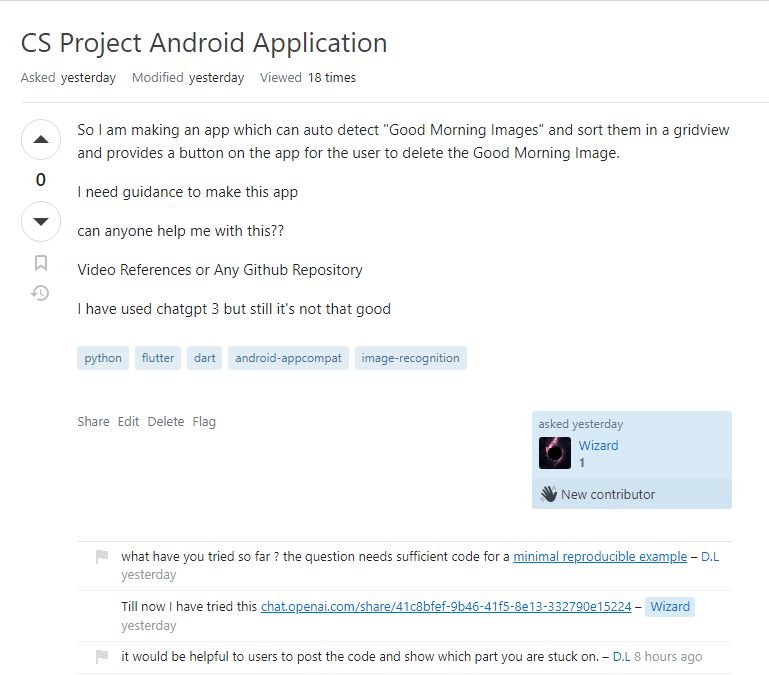 CS Project Android Application
Asked yesterday Modified yesterday Viewed 18 times
So I am making an app which can auto detect "Good Morning Images" and sort them in a gridview
and provides a button on the app for the user to delete the Good Morning Image.
0
I need guidance to make this app
can anyone help me with this??
Video References or Any Github Repository
I have used chatgpt 3 but still it's not that good
python flutter dart android-appcompat image-recognition
Share Edit Delete Flag
asked yesterday
Wizard
1
New contributor
what have you tried so far ? the question needs sufficient code for a minimal reproducible example – D.L
yesterday
Till now I have tried this chat.openai.com/share/41c8bfef-9b46-41f5-8e13-332790e15224 – Wizard
yesterday
it would be helpful to users to post the code and show which part you are stuck on. – D.L 8 hours ago